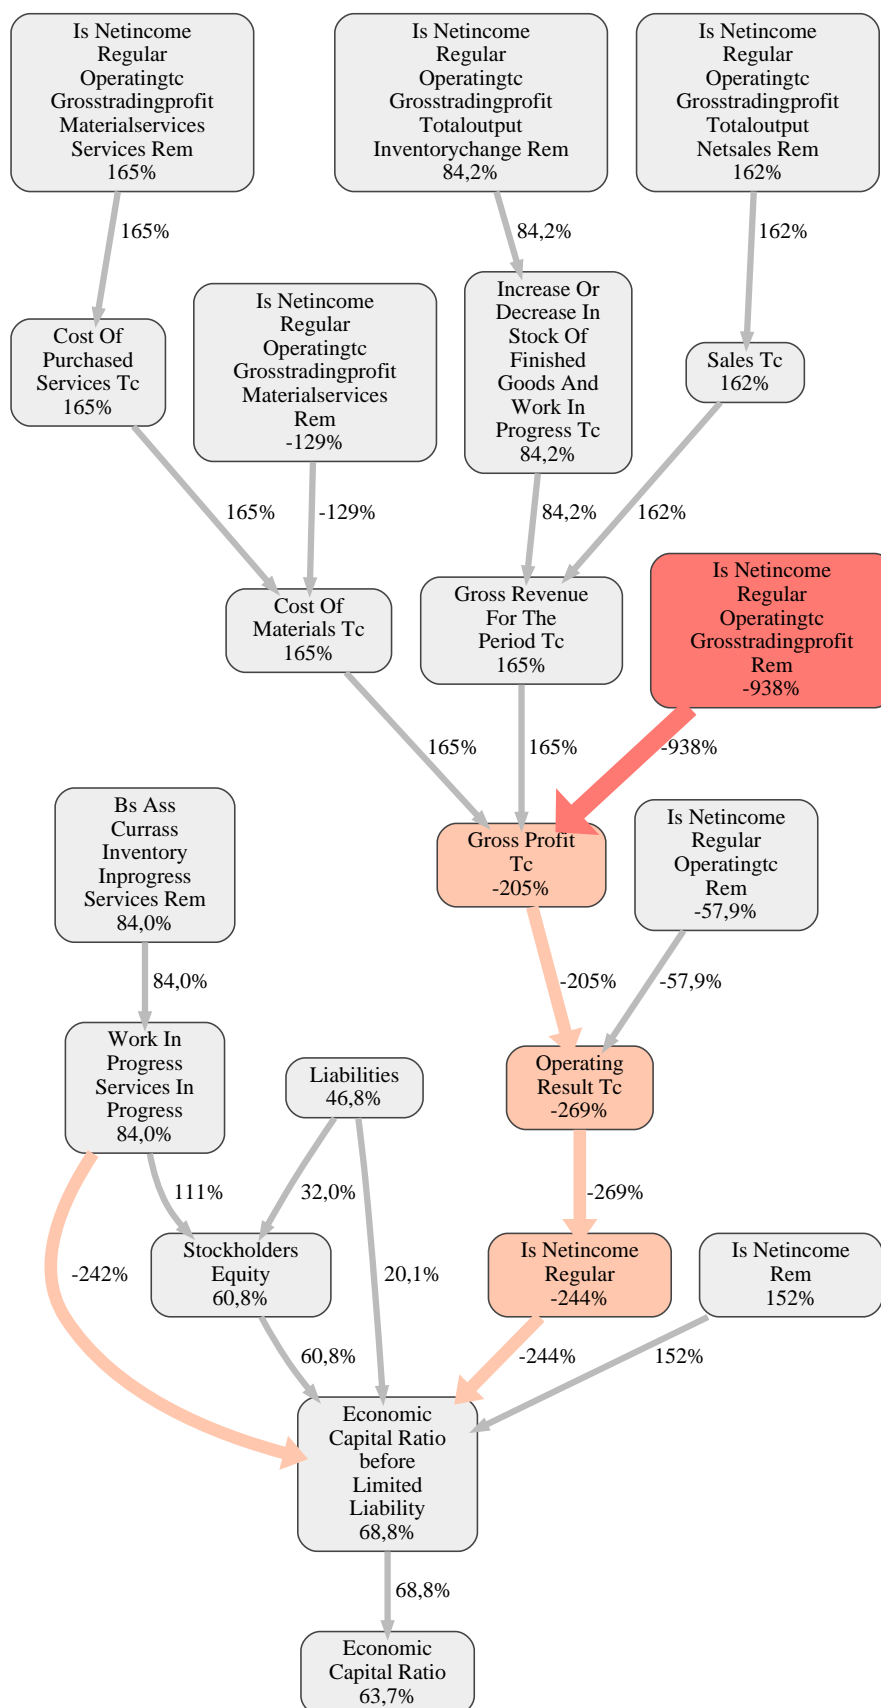 Is Netincome
Regular
Operatingtc
Grosstradingprofit
Materialservices
Services Rem
165%
Is Netincome
Regular
Operatingtc
Grosstradingprofit
Totaloutput
Inventorychange Rem
84,2%
Is Netincome
Regular
Operatingtc
Grosstradingprofit
Totaloutput
Netsales Rem
162%
165%
84,2%
162%
Cost Of
Purchased
Services Tc
165%
Is Netincome
Regular
Operatingtc
Grosstradingprofit
Materialservices
Rem
-129%
Increase Or
Decrease In
Stock Of
Finished
Goods And
Work In
Progress Tc
84,2%
Sales Tc
162%
165%
-129%
84,2%
162%
Cost Of
Materials Tc
165%
Gross Revenue
For The
Period Tc
165%
Is Netincome
Regular
Operatingtc
Grosstradingprofit
Rem
-938%
165%
165%
-938%
Bs Ass
Currass
Inventory
Inprogress
Services Rem
84,0%
Gross Profit
Tc
-205%
Is Netincome
Regular
Operatingtc
Rem
-57,9%
84,0%
-205%
-57,9%
Work In
Progress
Services In
Progress
84,0%
Liabilities
46,8%
Operating
Result Tc
-269%
111%
32,0%
-269%
-242%
Stockholders
Equity
60,8%
20,1%
Is Netincome
Regular
-244%
Is Netincome
Rem
152%
60,8%
-244%
152%
Economic
Capital Ratio
before
Limited
Liability
68,8%
68,8%
Economic
Capital Ratio
63,7%